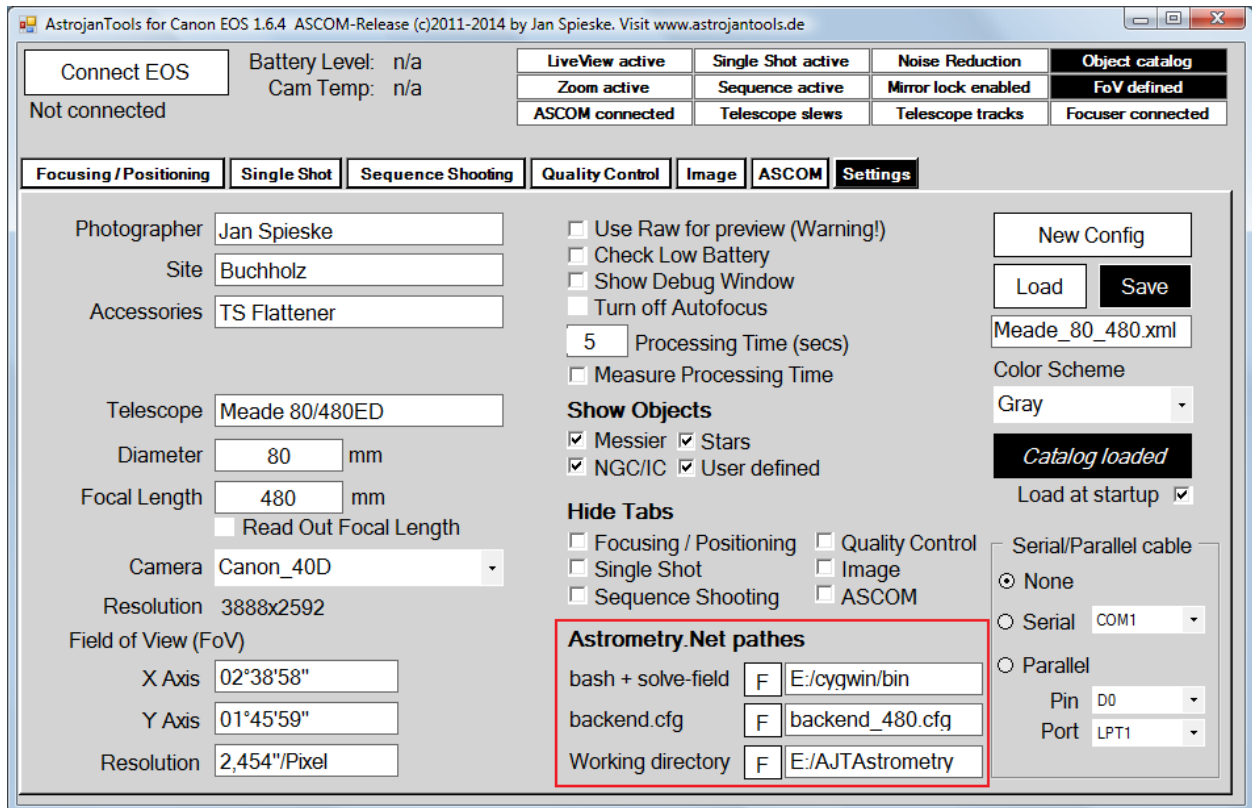 AstrojanTools for Canon EOS 1.6.4 ASCOM-Release (c)2011-2014 by Jan Spieske. Visit www.astrojantools.de
Connect EOS
Battery Level: n/a
Cam Temp: n/a
Not connected
LiveView active Single Shot active Noise Reduction Object catalog
Zoom active Sequence active Mirror lock enabled FoV defined
ASCOM connected Telescope slews Telescope tracks Focuser connected
Focusing / Positioning Single Shot Sequence Shooting Quality Control Image ASCOM Settings
Photographer Jan Spieske
Site Buchholz
Accessories TS Flattener
Telescope Meade 80/480ED
Diameter 80 mm
Focal Length 480 mm
Read Out Focal Length
Camera Canon_40D
Resolution 3888x2592
Field of View (FoV)
X Axis 02°38'58"
Y Axis 01°45'59"
Resolution 2,454"/Pixel
Use Raw for preview (Warning!)
Check Low Battery
Show Debug Window
Turn off Autofocus
5 Processing Time (secs)
Measure Processing Time
Show Objects
Messier Stars
NGC/IC User defined
Hide Tabs
Focusing / Positioning Quality Control
Single Shot Image
Sequence Shooting ASCOM
Astrometry.Net pathes
bash + solve-field F E:/cygwin/bin
backend.cfg F backend_480.cfg
Working directory F E:/AJTAstrometry
New Config
Load Save
Meade_80_480.xml
Color Scheme
Gray
Catalog loaded
Load at startup
Serial/Parallel cable
None
Serial COM1
Parallel
Pin D0
Port LPT1